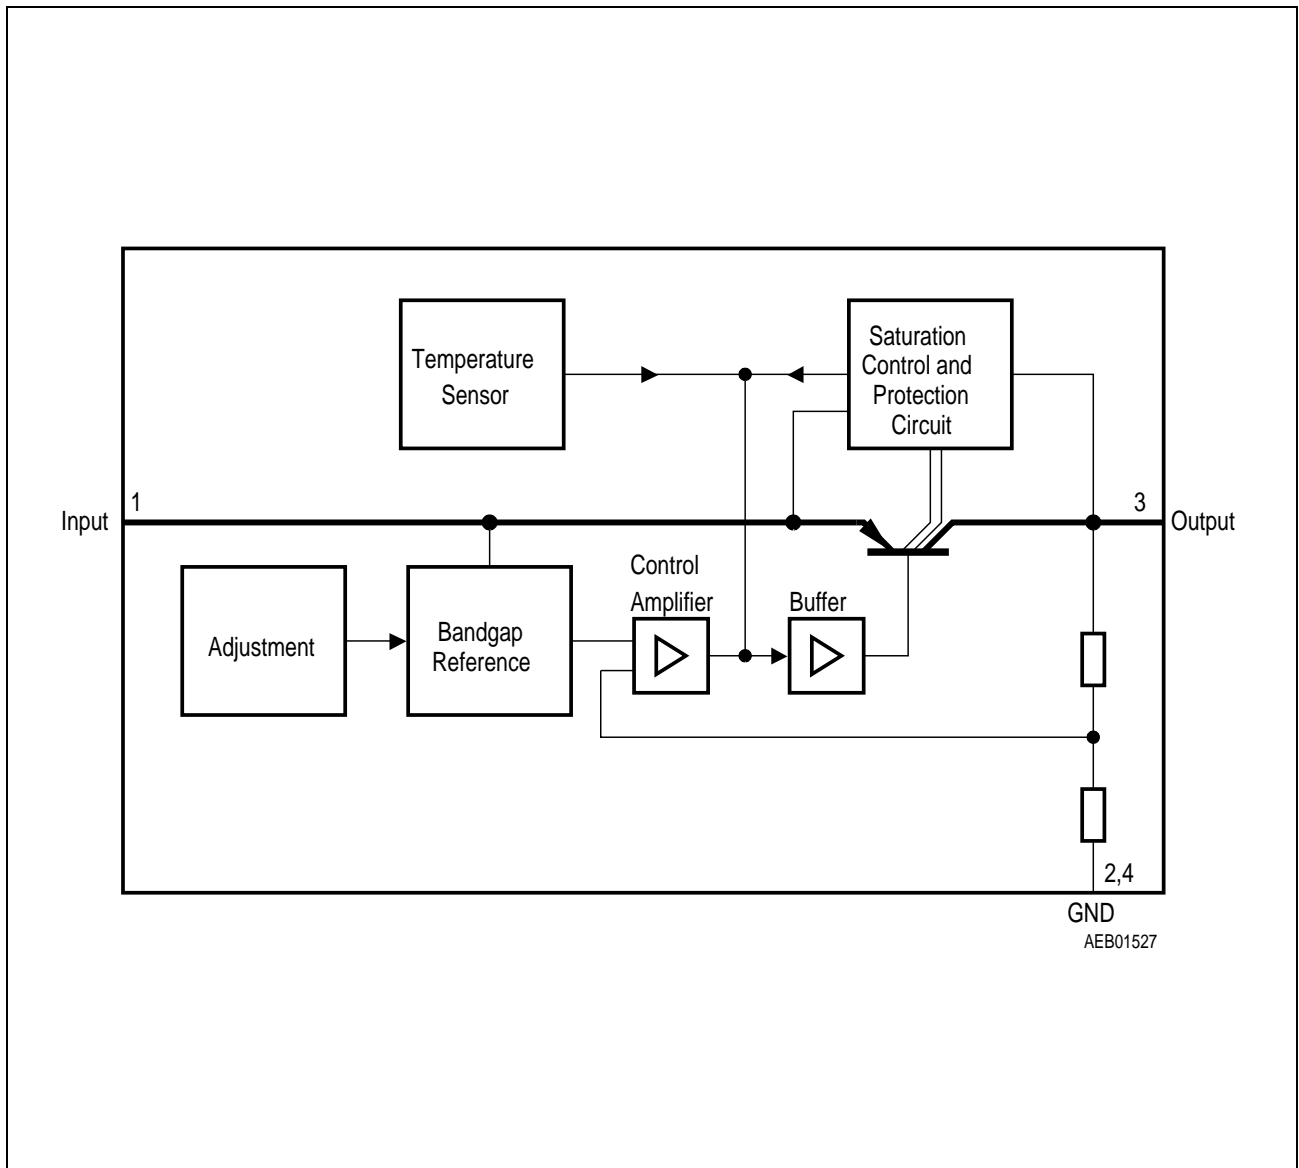 Temperature
Sensor
Saturation
Control and
Protection
Circuit
1
3
Input
Output
Control
Amplifier
Buffer
Adjustment
Bandgap
Reference
2,4
GND
AEB01527